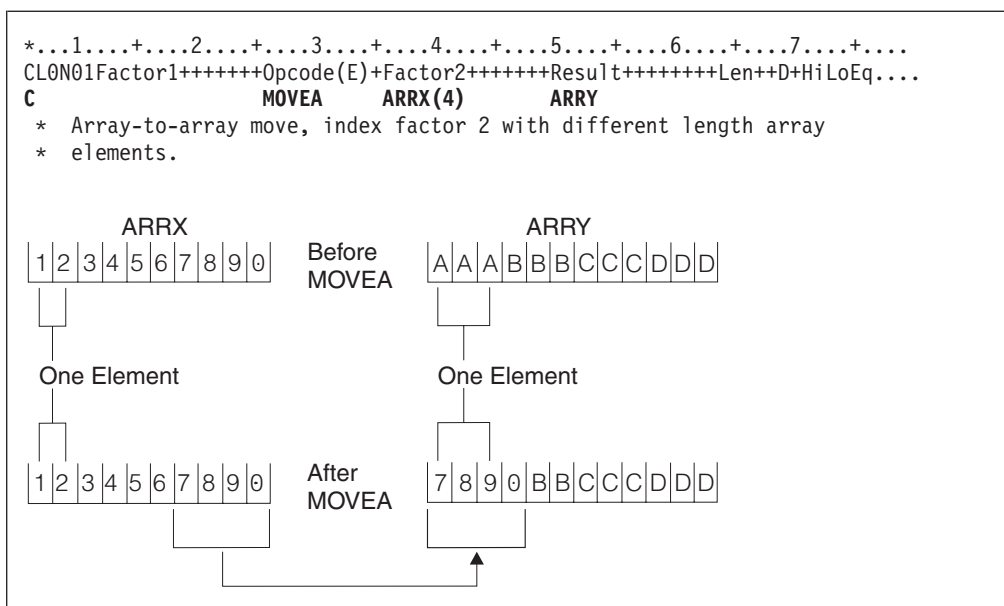 *...1....+....2....+....3....+....4....+....5....+....6....+....7....+....
CL0N01Factor1+++++++Opcode(E)+Factor2+++++++Result++++++++Len++D+HiLoEq....
C                   MOVEA     ARRX(4)       ARRY
 *  Array-to-array move, index factor 2 with different length array
 *  elements.
ARRX ARRY
1 2 3 4 5 6 7 8 9 0 Before MOVEA A A A B B B C C C D D D
One Element One Element
1 2 3 4 5 6 7 8 9 0 After MOVEA 7 8 9 0 B B C C C D D D